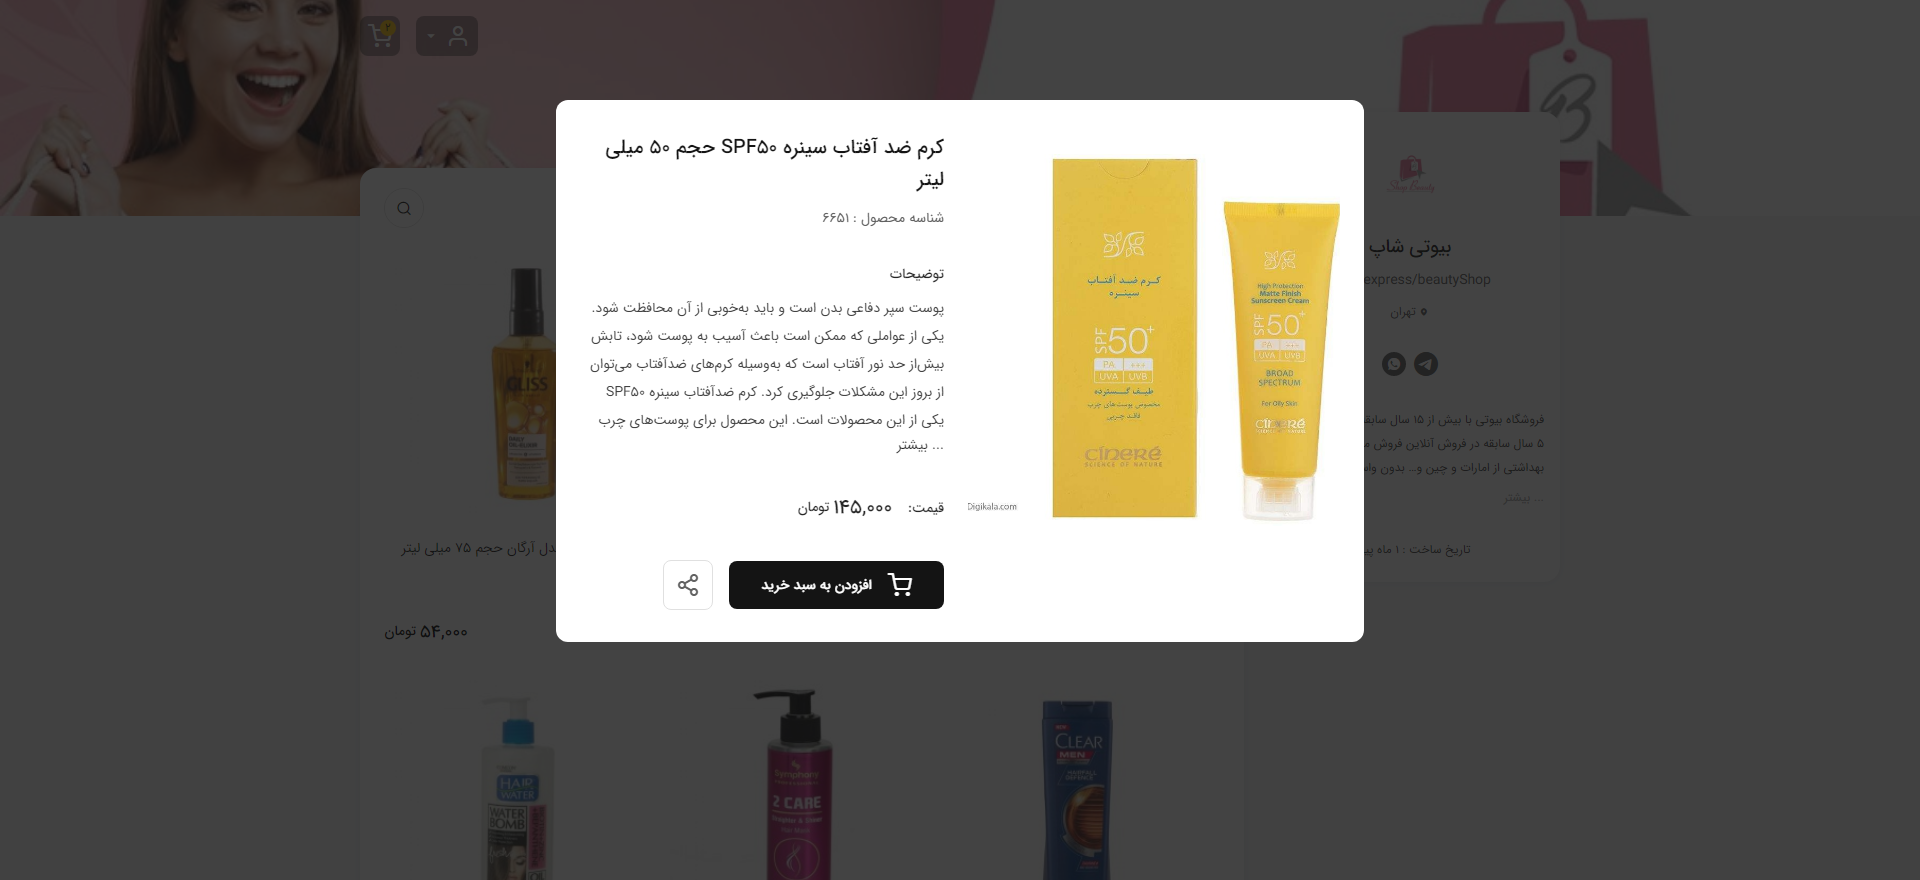 ۲
کرم ضد آفتاب سینره SPF۵۰ حجم ۵۰ میلی
لیتر
شناسه محصول : ۶۶۵۱
توضیحات
پوست سپر دفاعی بدن است و باید به‌خوبی از آن محافظت شود.
یکی از عواملی که ممکن است باعث آسیب به پوست شود، تابش
بیش‌از حد نور آفتاب است که به‌وسیله کرم‌های ضدآفتاب می‌توان
از بروز این مشکلات جلوگیری کرد. کرم ضدآفتاب سینره SPF۵۰
یکی از این محصولات است. این محصول برای پوست‌های چرب
... بیشتر
قیمت: ۱۴۵,۰۰۰ تومان
افزودن به سبد خرید
کرم ضد آفتاب
سینره
SPF 50+
PA +++
UVA UVB
طیف گسترده
مخصوص پوست‌های چرب
فاقد چربی
cinere
SCIENCE OF NATURE
High Protection
Matte Finish
Sunscreen Cream
SPF 50+
PA +++
UVA UVB
BROAD
SPECTRUM
For Oily Skin
cinere
Digikala.com
B
Shop Beauty
بیوتی شاپ
express/beautyShop
تهران
فروشگاه بیوتی با بیش از ۱۵ سال
۵ سال سابقه در فروش آنلاین فروش
بهداشتی از امارات و چین و... بدون
... بیشتر
تاریخ ساخت : ۱ ماه
GLISS
DAILY
OIL-ELIXIR
آرگان حجم ۷۵ میلی لیتر
۵۴,۰۰۰ تومان
HAIR
WATER
WATER
BOMB
Symphony
2 CARE
CLEAR
MEN